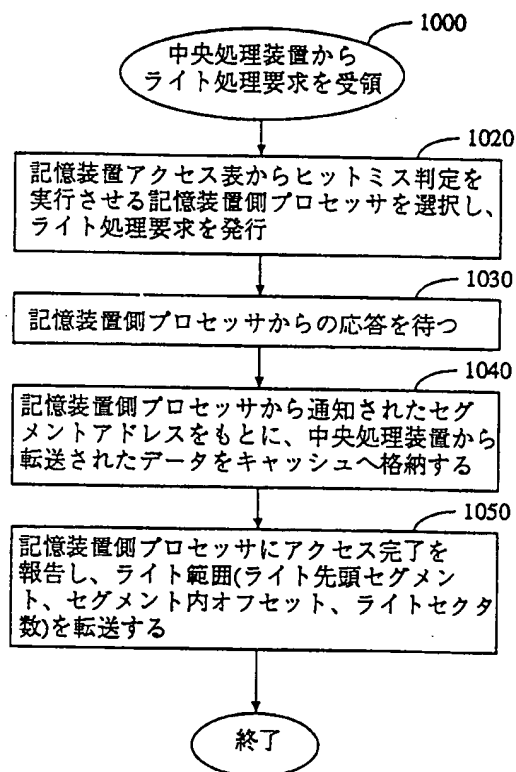 1000
中央処理装置から
ライト処理要求を受領
1020
記憶装置アクセス表からヒットミス判定を
実行させる記憶装置側プロセッサを選択し、
ライト処理要求を発行
1030
記憶装置側プロセッサからの応答を待つ
1040
記憶装置側プロセッサから通知されたセグ
メントアドレスをもとに、中央処理装置から
転送されたデータをキャッシュへ格納する
1050
記憶装置側プロセッサにアクセス完了を
報告し、ライト範囲(ライト先頭セグメン
ト、セグメント内オフセット、ライトセクタ
数)を転送する
終了